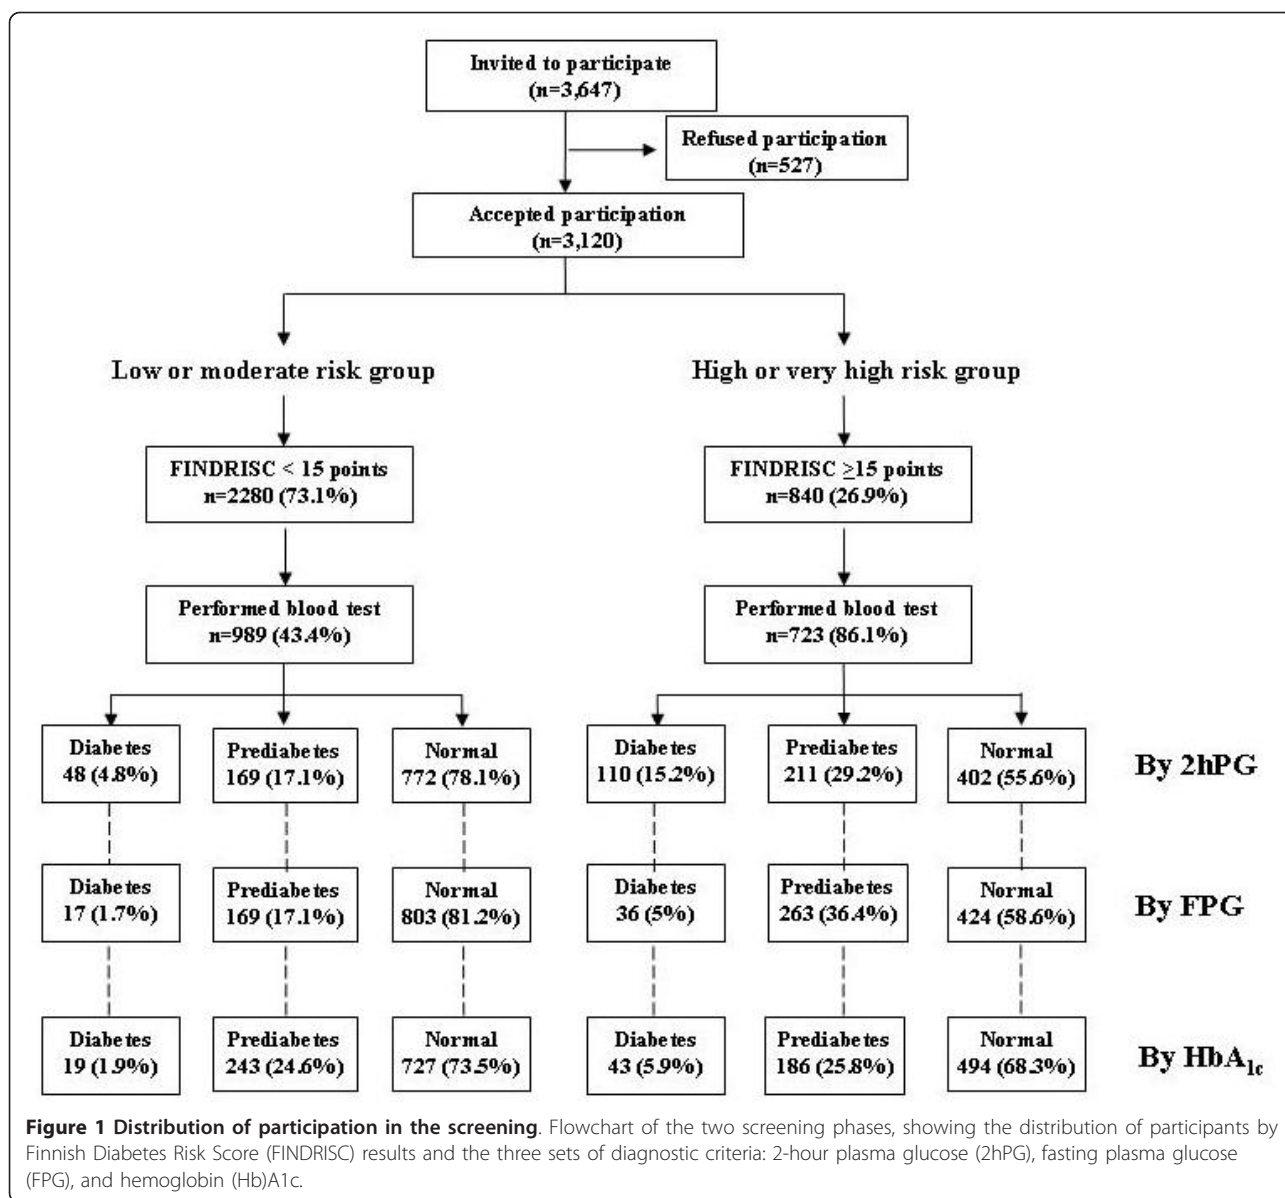 Invited to participate
(n=3,647)
Refused participation
(n=527)
Accepted participation
(n=3,120)
Low or moderate risk group
High or very high risk group
FINDRISC < 15 points
n=2280 (73.1%)
FINDRISC ≥15 points
n=840 (26.9%)
Performed blood test
n=989 (43.4%)
Performed blood test
n=723 (86.1%)
Diabetes
48 (4.8%)
Prediabetes
169 (17.1%)
Normal
772 (78.1%)
Diabetes
110 (15.2%)
Prediabetes
211 (29.2%)
Normal
402 (55.6%)
By 2hPG
Diabetes
17 (1.7%)
Prediabetes
169 (17.1%)
Normal
803 (81.2%)
Diabetes
36 (5%)
Prediabetes
263 (36.4%)
Normal
424 (58.6%)
By FPG
Diabetes
19 (1.9%)
Prediabetes
243 (24.6%)
Normal
727 (73.5%)
Diabetes
43 (5.9%)
Prediabetes
186 (25.8%)
Normal
494 (68.3%)
By HbA1c
Figure 1 Distribution of participation in the screening. Flowchart of the two screening phases, showing the distribution of participants by
Finnish Diabetes Risk Score (FINDRISC) results and the three sets of diagnostic criteria: 2-hour plasma glucose (2hPG), fasting plasma glucose
(FPG), and hemoglobin (Hb)A1c.